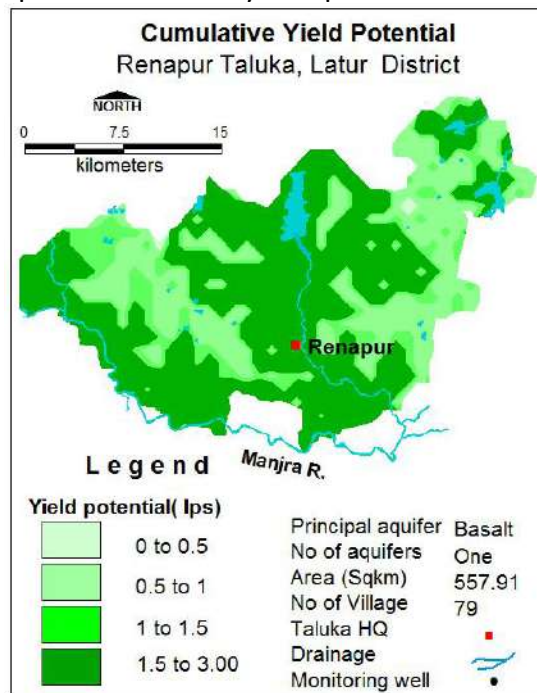 Cumulative Yield Potential
Renapur Taluka, Latur District
NORTH
0 7.5 15
kilometers
Renapur
Manjra R.
Legend
Yield potential( lps)
0 to 0.5
0.5 to 1
1 to 1.5
1.5 to 3.00
Principal aquifer Basalt
No of aquifers One
Area (Sqkm) 557.91
No of Village 79
Taluka HQ
Drainage
Monitoring well